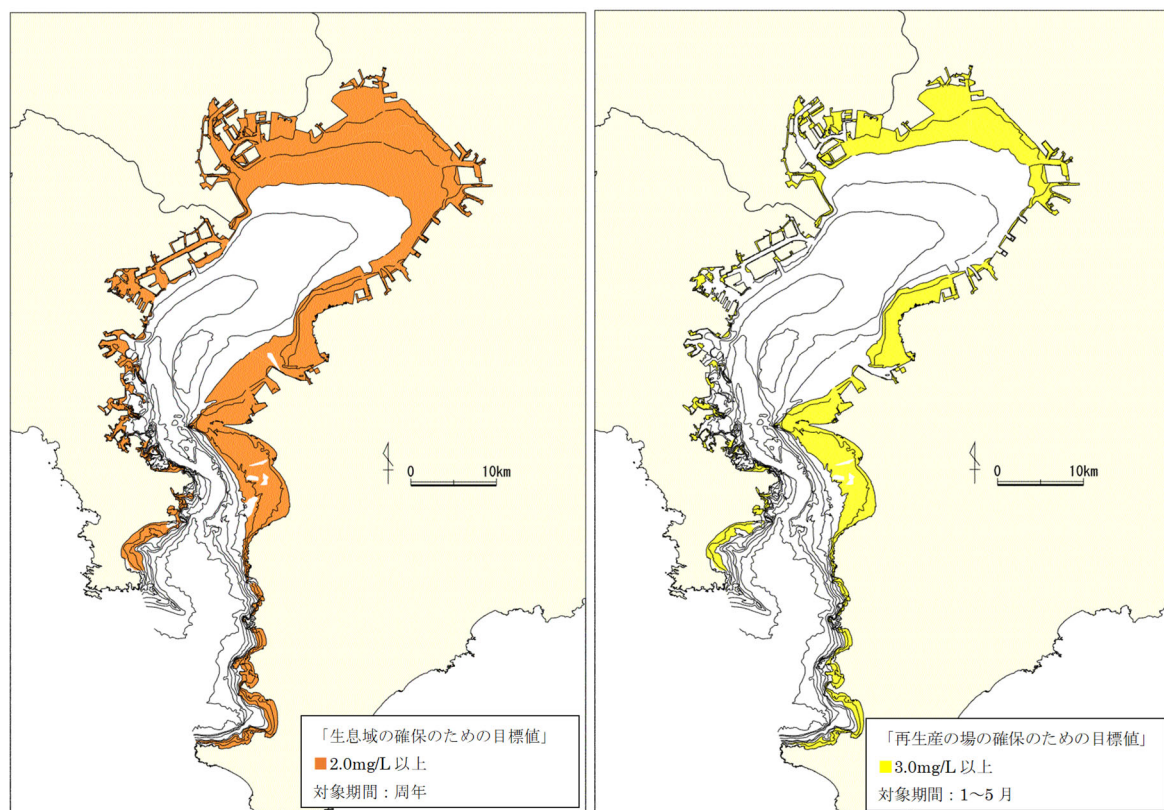 0 10km
「生息域の確保のための目標値」
2.0mg/L 以上
対象期間：周年
0 10km
「再生産の場の確保のための目標値」
3.0mg/L 以上
対象期間：1～5 月